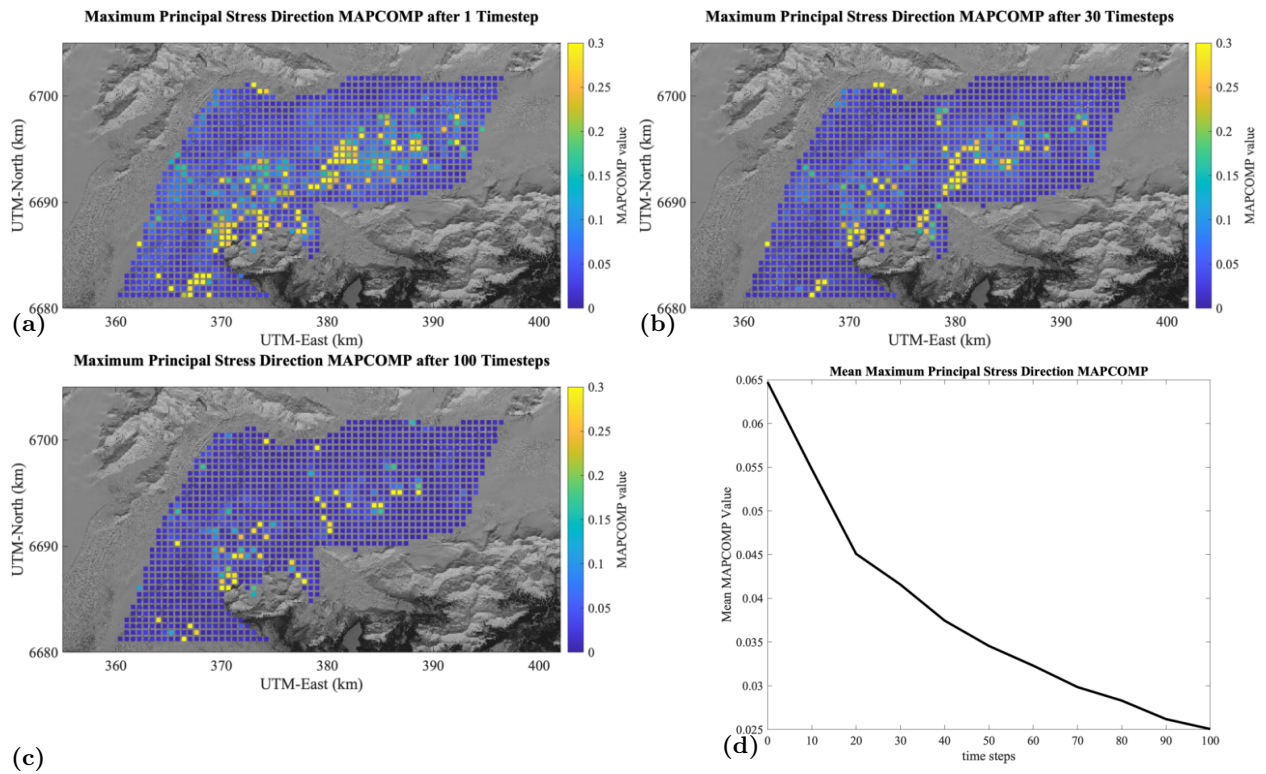 Maximum Principal Stress Direction MAPCOMP after 1 Timestep
6700
6690
6680
UTM-North (km)
360 370 380 390 400
UTM-East (km)
0.3
0.25
0.2
0.15
0.1
0.05
0
MAPCOMP value
(a)
Maximum Principal Stress Direction MAPCOMP after 30 Timesteps
6700
6690
6680
UTM-North (km)
360 370 380 390 400
UTM-East (km)
0.3
0.25
0.2
0.15
0.1
0.05
0
MAPCOMP value
(b)
Maximum Principal Stress Direction MAPCOMP after 100 Timesteps
6700
6690
6680
UTM-North (km)
360 370 380 390 400
UTM-East (km)
0.3
0.25
0.2
0.15
0.1
0.05
0
MAPCOMP value
(c)
Mean Maximum Principal Stress Direction MAPCOMP
0.065
0.06
0.055
0.05
0.045
0.04
0.035
0.03
0.025
Mean MAPCOMP Value
0 10 20 30 40 50 60 70 80 90 100
time steps
(d)